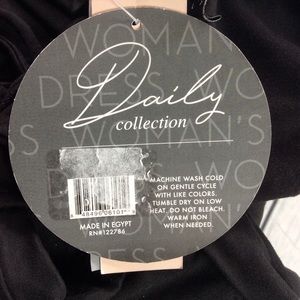 WOMAN'S
DRESS
WO
WOMAN'S
Daily
collection
MACHINE WASH COLD
ON GENTLE CYCLE
WITH LIKE COLORS.
TUMBLE DRY ON LOW
HEAT. DO NOT BLEACH.
WARM IRON
WHEN NEEDED.
MADE IN EGYPT
RN#122786